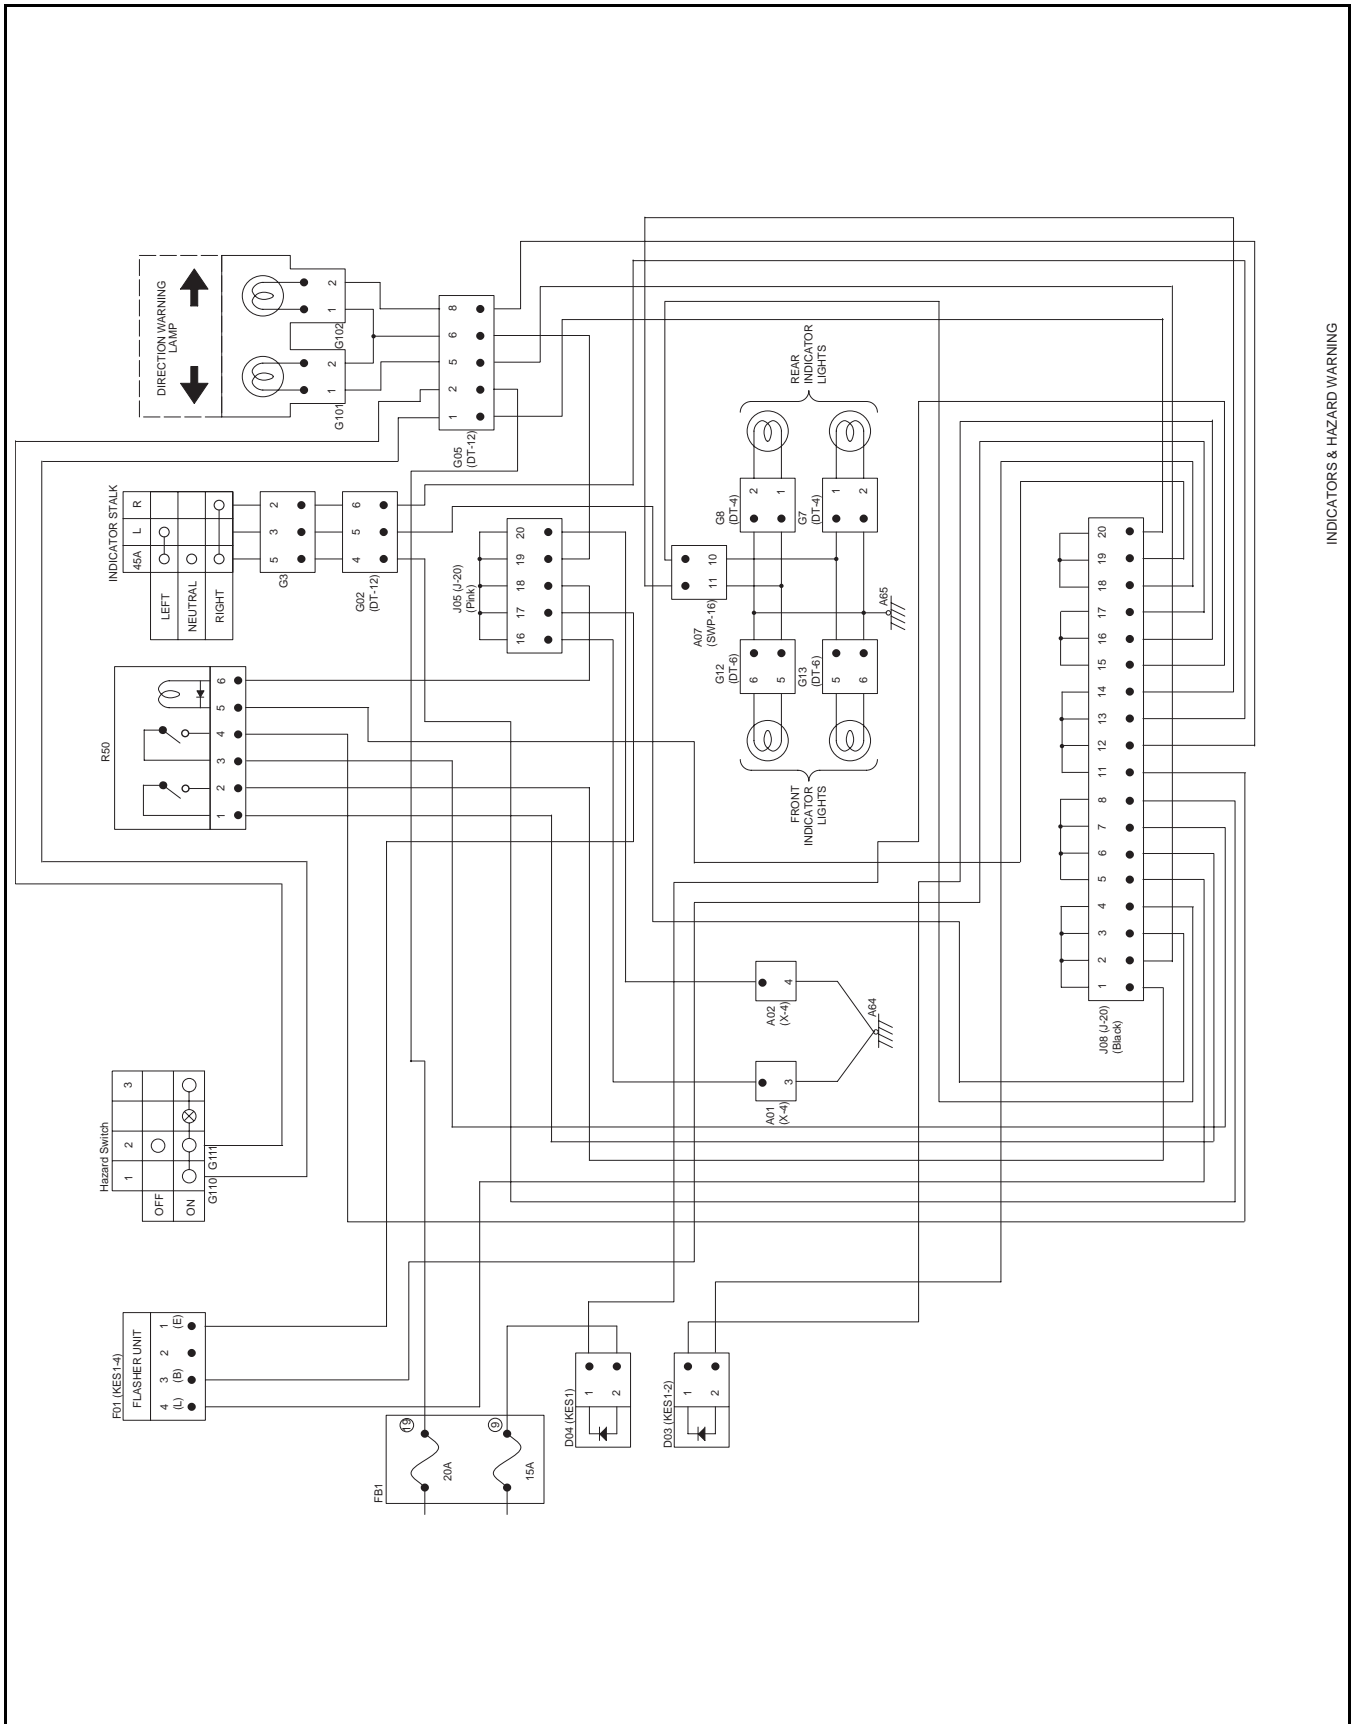 INDICATORS & HAZARD WARNING
DIRECTION WARNING
LAMP
1
2
G101
1
2
G102
1
2
5
6
8
G05
(DT-12)
INDICATOR STALK
45A
L
R
LEFT
NEUTRAL
RIGHT
5
3
2
G3
4
5
6
G02
(DT-12)
J05 (J-20)
(Pink)
16
17
18
19
20
R50
1
2
3
4
5
6
REAR
INDICATOR
LIGHTS
G8
(DT-4)
2
1
G7
(DT-4)
1
2
A07
(SWP-16)
11
10
A65
G12
(DT-6)
6
5
G13
(DT-6)
5
6
FRONT
INDICATOR
LIGHTS
Hazard Switch
1
2
3
OFF
ON
G110
G111
A02
(X-4)
4
A01
(X-4)
3
A64
J08 (J-20)
(Black)
1
2
3
4
5
6
7
8
11
12
13
14
15
16
17
18
19
20
F01 (KES1-4)
FLASHER UNIT
4
3
2
1
(L)
(B)
(E)
FB1
19
20A
9
15A
D04 (KES1)
1
2
D03 (KES1-2)
1
2